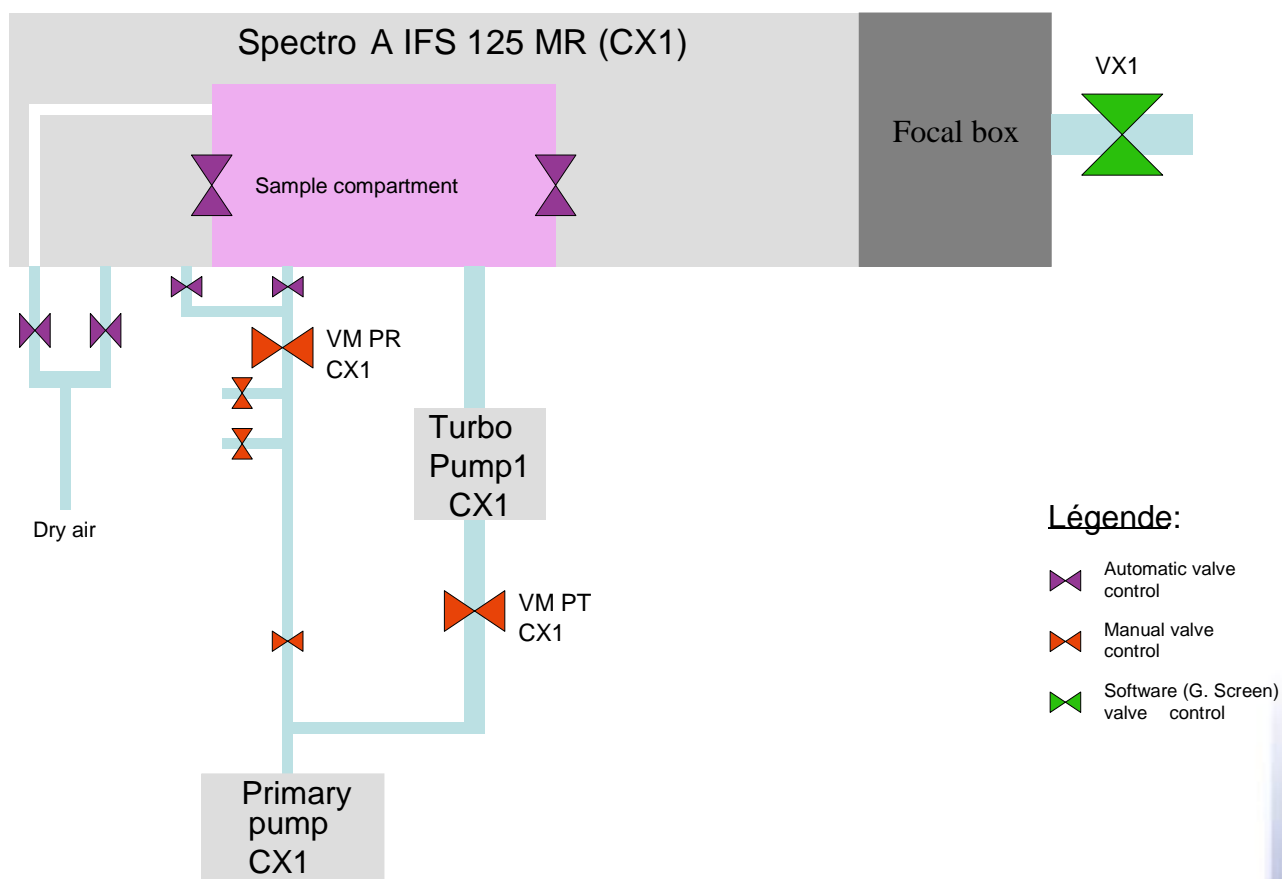 Spectro A IFS 125 MR (CX1)
VX1
Focal box
Sample compartment
VM PR
CX1
Turbo
Pump1
CX1
Dry air
VM PT
CX1
Primary
pump
CX1
Légende:
Automatic valve
control
Manual valve
control
Software (G. Screen)
valve control